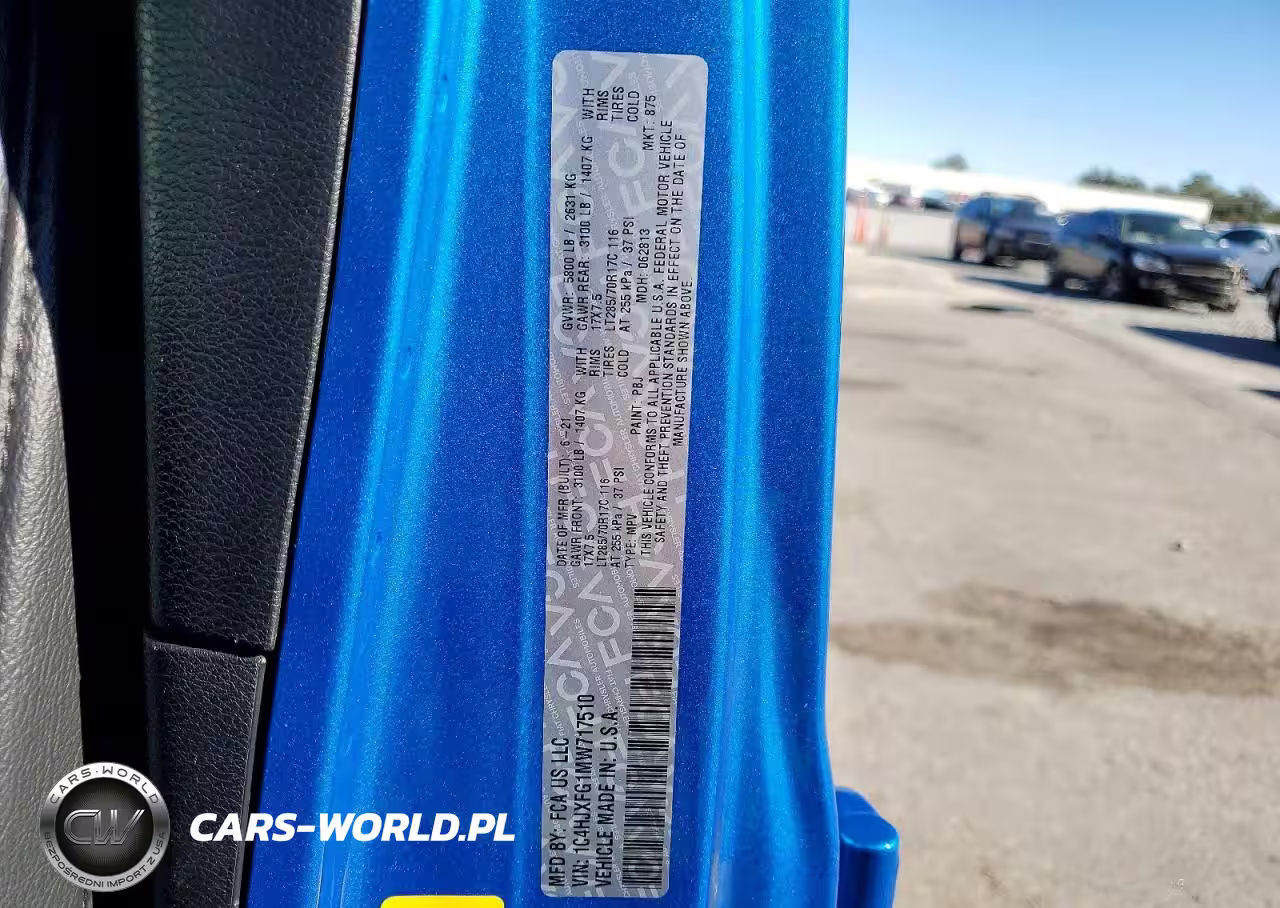 MFD BY: FCA US LLC
DATE OF MFR (BUILT): 6-21
GVWR: 5800 LB / 2631 KG
VIN: 1C4HJXFG1MW717510
GAWR FRONT: 3100 LB / 1407 KG WITH
GAWR REAR: 3100 LB / 1407 KG WITH
VEHICLE MADE IN: U.S.A.
17X7.5 RIMS
17X7.5 RIMS
LT285/70R17C 116 TIRES
LT285/70R17C 116 TIRES
AT 255 kPa / 37 PSI COLD
AT 255 kPa / 37 PSI COLD
TYPE: MPV PAINT: PBJ MDH: 062813 MKT: 875
THIS VEHICLE CONFORMS TO ALL APPLICABLE U.S.A. FEDERAL MOTOR VEHICLE
SAFETY AND THEFT PREVENTION STANDARDS IN EFFECT ON THE DATE OF
MANUFACTURE SHOWN ABOVE
CARS-WORLD
CW
BEZPOŚREDNI IMPORT Z USA
CARS-WORLD.PL